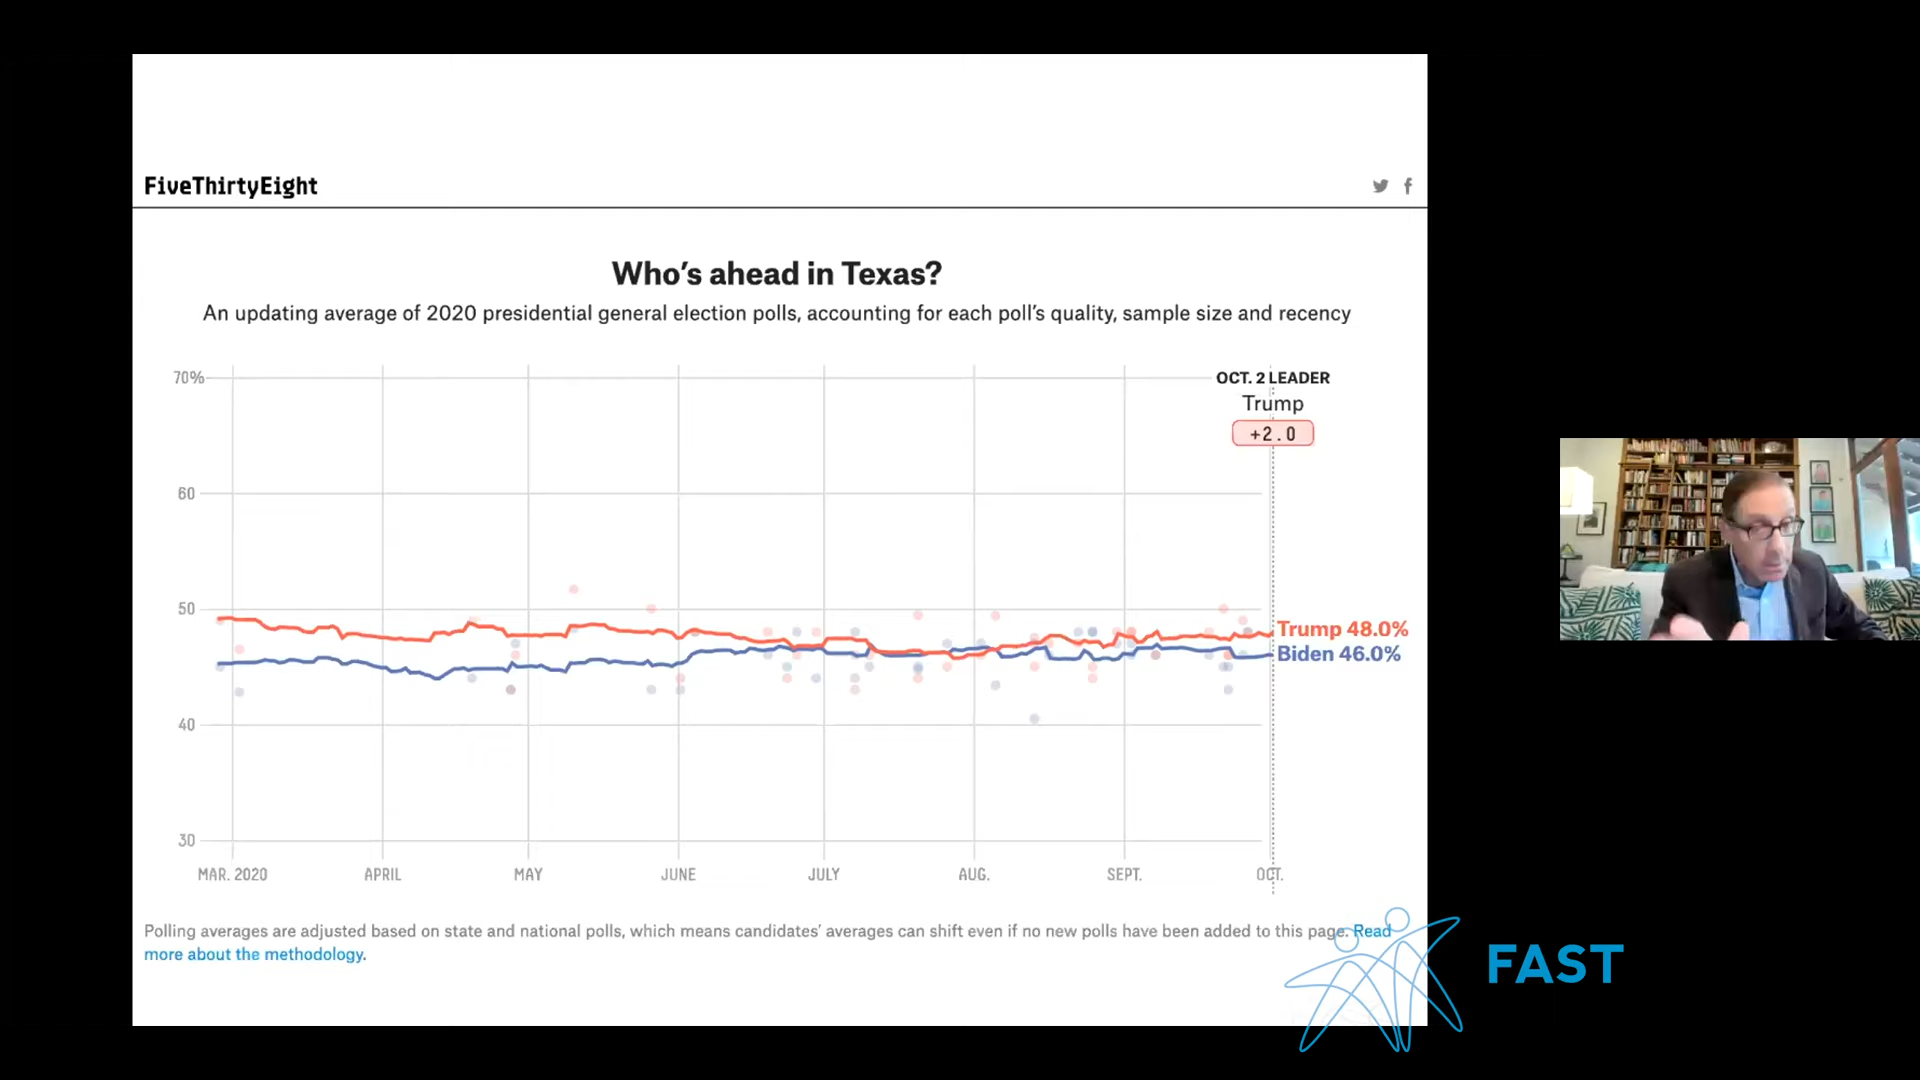 FiveThirtyEight
Who's ahead in Texas?
An updating average of 2020 presidential general election polls, accounting for each poll's quality, sample size and recency
70%
OCT. 2 LEADER
Trump
+2.0
60
50
Trump 48.0%
Biden 46.0%
40
30
MAR. 2020 APRIL MAY JUNE JULY AUG. SEPT. OCT.
Polling averages are adjusted based on state and national polls, which means candidates' averages can shift even if no new polls have been added to this page. Read
more about the methodology.
FAST